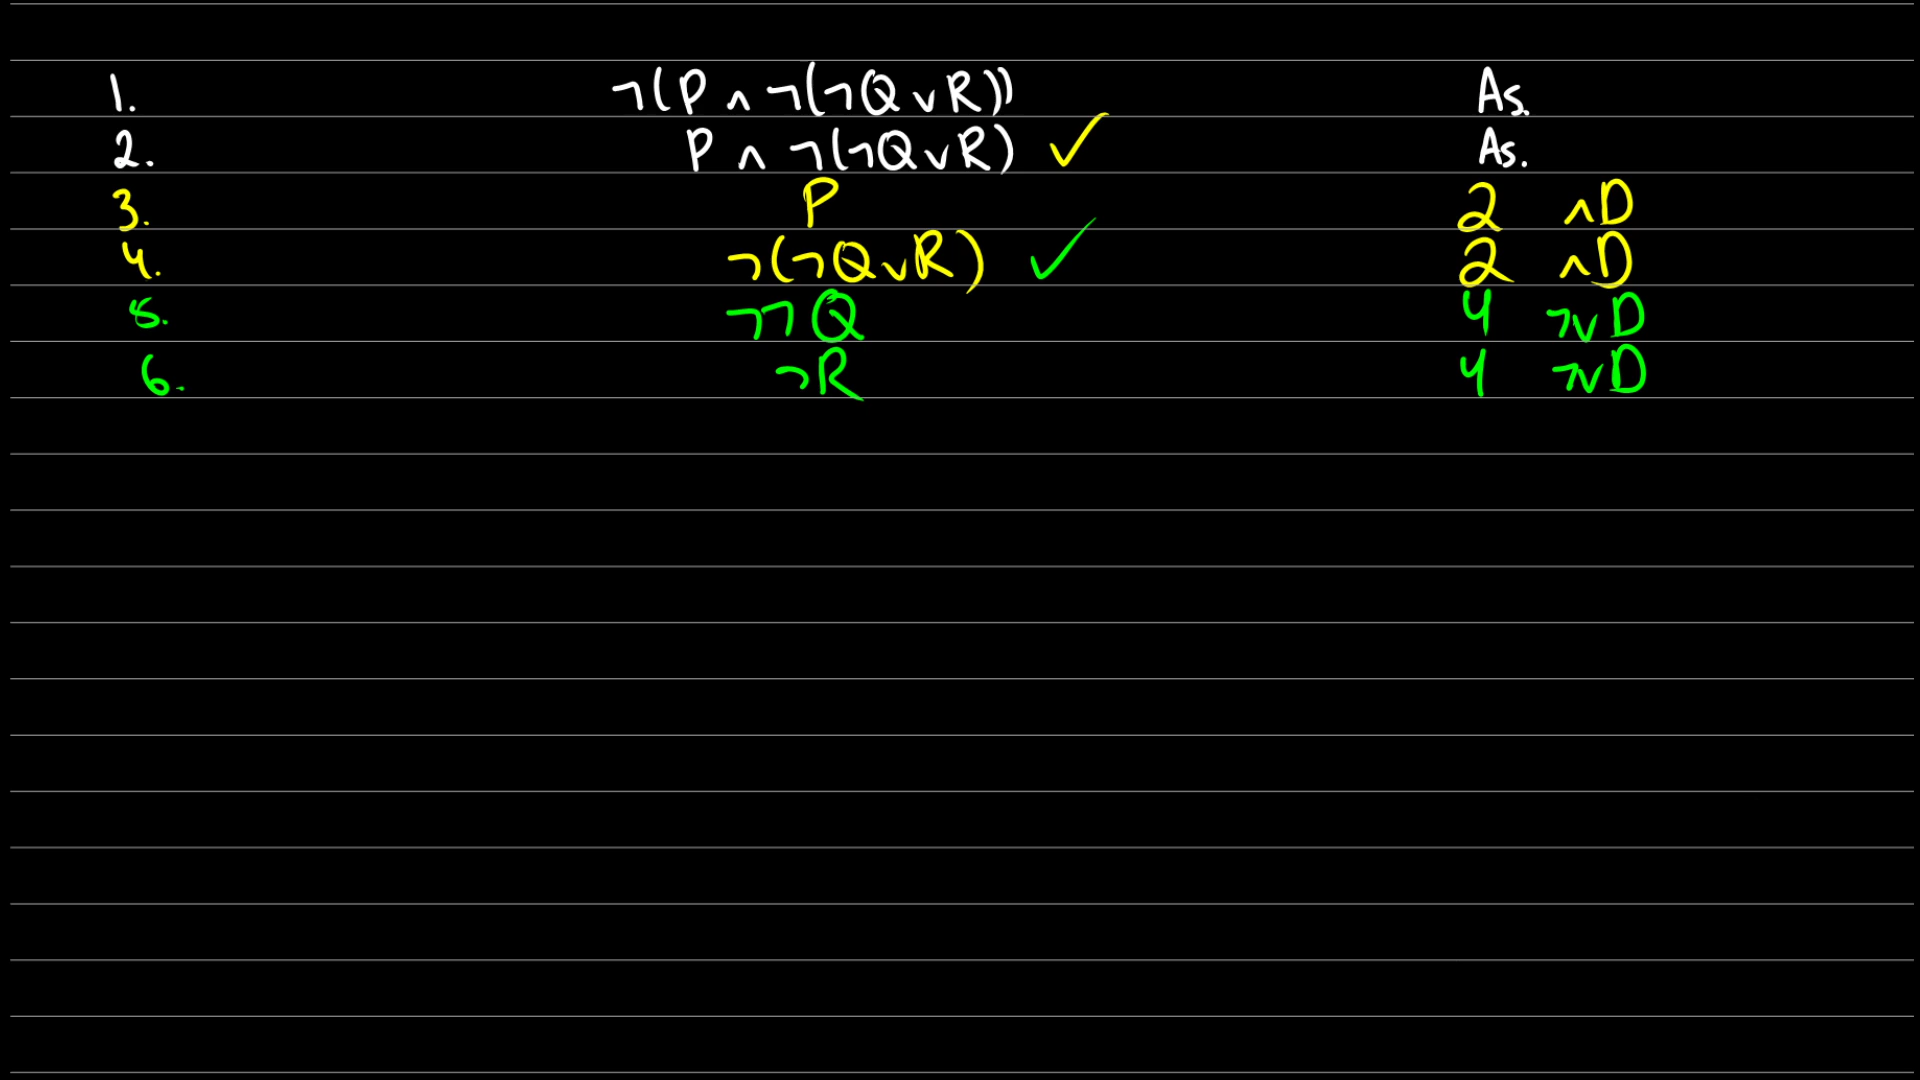 1. ¬(P ∧ ¬(¬Q ∨ R)) As.
2. P ∧ ¬(¬Q ∨ R) ✓ As.
3. P 2 ∧D
4. ¬(¬Q ∨ R) ✓ 2 ∧D
5. ¬¬Q 4 ¬∨D
6. ¬R 4 ¬∨D